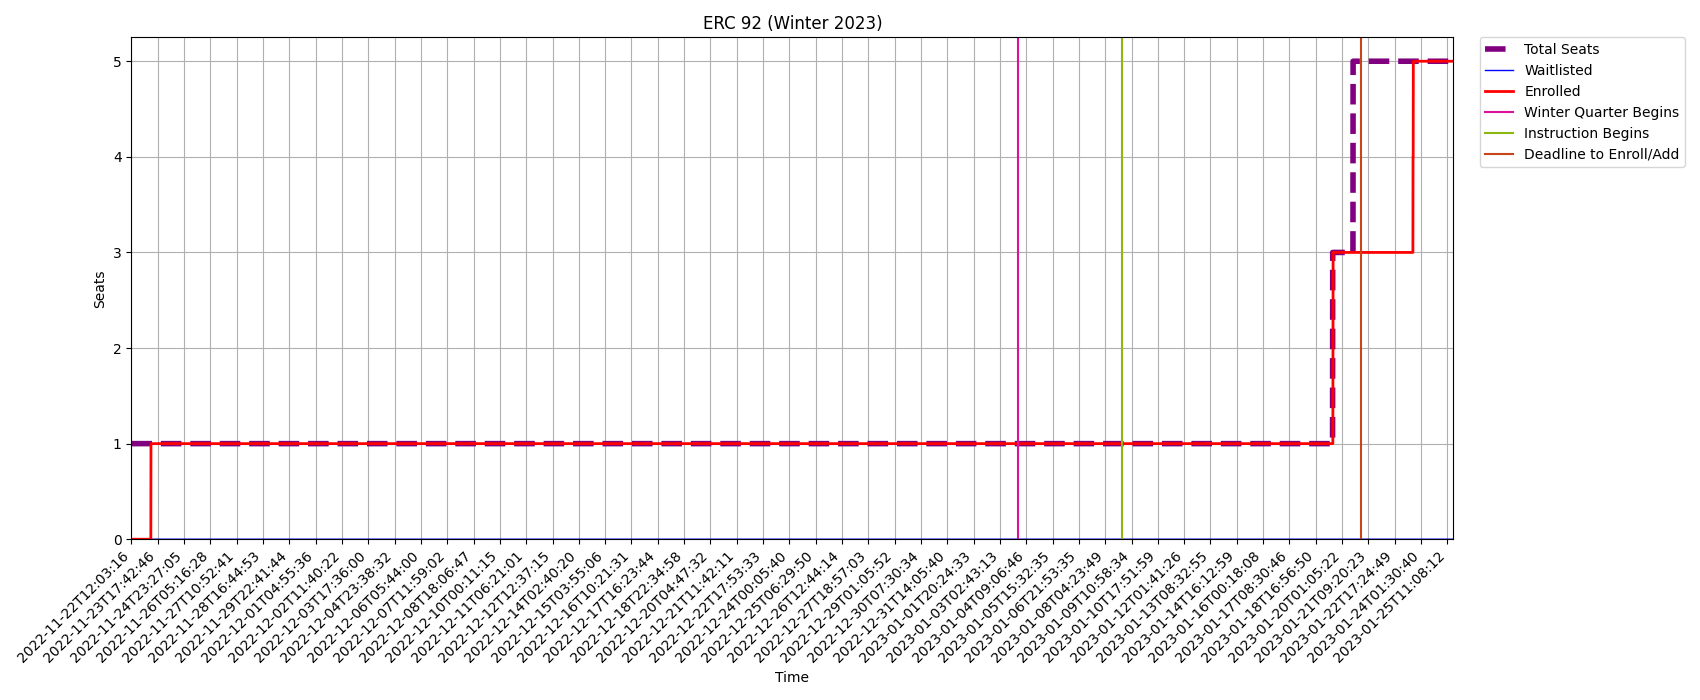 ERC 92 (Winter 2023)
Total Seats
Waitlisted
Enrolled
Winter Quarter Begins
Instruction Begins
Deadline to Enroll/Add
5
4
3
2
1
0
Seats
2022-11-22T12:03:16
2022-11-23T17:42:46
2022-11-24T23:27:05
2022-11-26T05:16:28
2022-11-27T10:52:41
2022-11-28T16:44:53
2022-11-29T22:41:44
2022-12-01T04:55:36
2022-12-02T11:40:22
2022-12-03T17:36:00
2022-12-04T23:38:32
2022-12-06T05:44:00
2022-12-07T11:59:02
2022-12-08T18:06:47
2022-12-10T00:11:15
2022-12-11T06:21:01
2022-12-12T12:37:15
2022-12-14T02:40:20
2022-12-15T03:55:06
2022-12-16T10:21:31
2022-12-17T16:23:44
2022-12-18T22:34:58
2022-12-20T04:47:32
2022-12-21T11:42:11
2022-12-22T17:53:33
2022-12-24T00:05:40
2022-12-25T06:29:50
2022-12-26T12:44:14
2022-12-27T18:57:03
2022-12-29T01:05:52
2022-12-30T07:30:34
2022-12-31T14:05:40
2023-01-01T20:24:33
2023-01-03T02:43:13
2023-01-04T09:06:46
2023-01-05T15:32:35
2023-01-06T21:53:35
2023-01-08T04:23:49
2023-01-09T10:58:34
2023-01-10T17:51:59
2023-01-12T01:41:26
2023-01-13T08:32:55
2023-01-14T16:12:59
2023-01-16T00:18:08
2023-01-17T08:30:46
2023-01-18T16:56:50
2023-01-20T01:05:22
2023-01-21T09:20:23
2023-01-22T17:24:49
2023-01-24T01:30:40
2023-01-25T11:08:12
Time